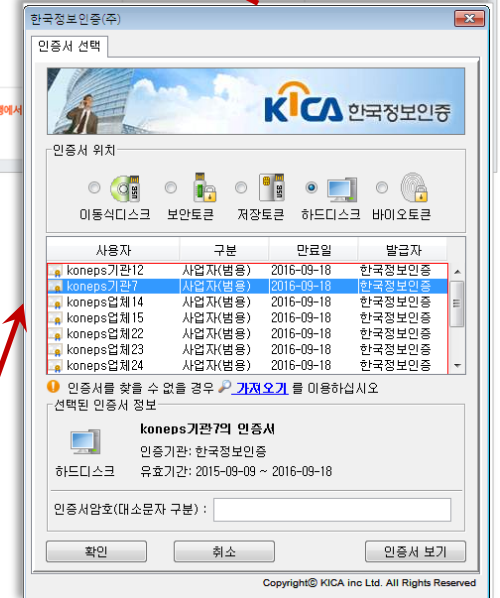 한국정보인증(주)
인증서 선택
행에서
KICA 한국정보인증
인증서 위치
이동식디스크 보안토큰 저장토큰 하드디스크 바이오토큰
사용자 구분 만료일 발급자
koneps기관12 사업자(범용) 2016-09-18 한국정보인증
koneps기관7 사업자(범용) 2016-09-18 한국정보인증
koneps업체14 사업자(범용) 2016-09-18 한국정보인증
koneps업체15 사업자(범용) 2016-09-18 한국정보인증
koneps업체22 사업자(범용) 2016-09-18 한국정보인증
koneps업체23 사업자(범용) 2016-09-18 한국정보인증
koneps업체24 사업자(범용) 2016-09-18 한국정보인증
인증서를 찾을 수 없을 경우 가져오기 를 이용하십시오
선택된 인증서 정보
koneps기관7의 인증서
인증기관: 한국정보인증
하드디스크 유효기간: 2015-09-09 ~ 2016-09-18
인증서암호(대소문자 구분) :
확인 취소 인증서 보기
Copyright© KICA inc Ltd. All Rights Reserved